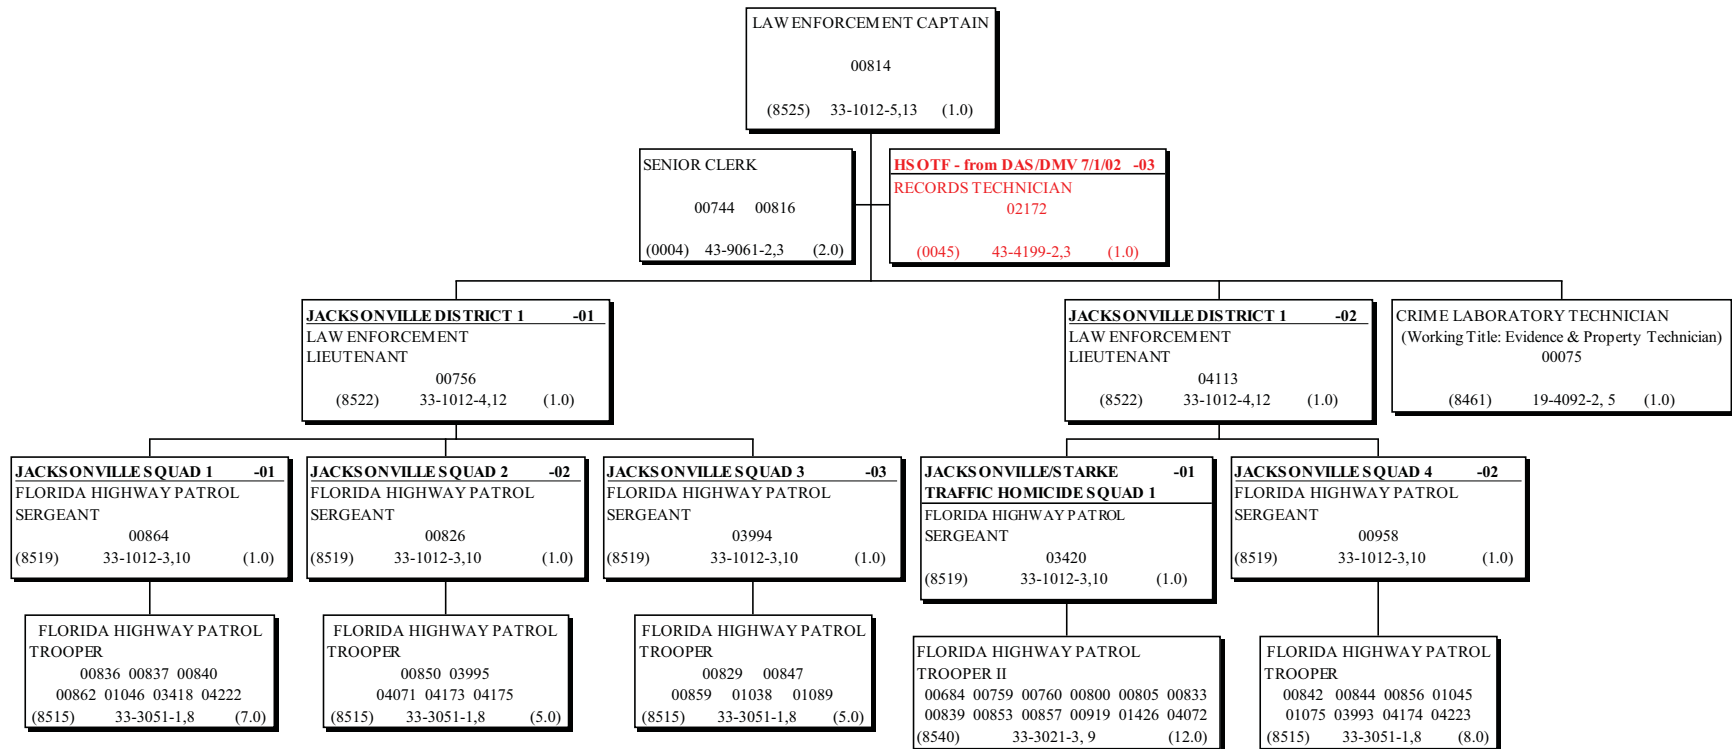 LAW ENFORCEMENT CAPTAIN
00814
(8525) 33-1012-5,13 (1.0)
SENIOR CLERK
00744 00816
(0004) 43-9061-2,3 (2.0)
HSOTF - from DAS/DMV 7/1/02 -03
RECORDS TECHNICIAN
02172
(0045) 43-4199-2,3 (1.0)
JACKSONVILLE DISTRICT 1 -01
LAW ENFORCEMENT
LIEUTENANT
00756
(8522) 33-1012-4,12 (1.0)
JACKSONVILLE DISTRICT 1 -02
LAW ENFORCEMENT
LIEUTENANT
04113
(8522) 33-1012-4,12 (1.0)
CRIME LABORATORY TECHNICIAN
(Working Title: Evidence & Property Technician)
00075
(8461) 19-4092-2, 5 (1.0)
JACKSONVILLE SQUAD 1 -01
FLORIDA HIGHWAY PATROL
SERGEANT
00864
(8519) 33-1012-3,10 (1.0)
JACKSONVILLE SQUAD 2 -02
FLORIDA HIGHWAY PATROL
SERGEANT
00826
(8519) 33-1012-3,10 (1.0)
JACKSONVILLE SQUAD 3 -03
FLORIDA HIGHWAY PATROL
SERGEANT
03994
(8519) 33-1012-3,10 (1.0)
JACKSONVILLE/STARKE -01
TRAFFIC HOMICIDE SQUAD 1
FLORIDA HIGHWAY PATROL
SERGEANT
03420
(8519) 33-1012-3,10 (1.0)
JACKSONVILLE SQUAD 4 -02
FLORIDA HIGHWAY PATROL
SERGEANT
00958
(8519) 33-1012-3,10 (1.0)
FLORIDA HIGHWAY PATROL
TROOPER
00836 00837 00840
00862 01046 03418 04222
(8515) 33-3051-1,8 (7.0)
FLORIDA HIGHWAY PATROL
TROOPER
00850 03995
04071 04173 04175
(8515) 33-3051-1,8 (5.0)
FLORIDA HIGHWAY PATROL
TROOPER
00829 00847
00859 01038 01089
(8515) 33-3051-1,8 (5.0)
FLORIDA HIGHWAY PATROL
TROOPER II
00684 00759 00760 00800 00805 00833
00839 00853 00857 00919 01426 04072
(8540) 33-3021-3, 9 (12.0)
FLORIDA HIGHWAY PATROL
TROOPER
00842 00844 00856 01045
01075 03993 04174 04223
(8515) 33-3051-1,8 (8.0)